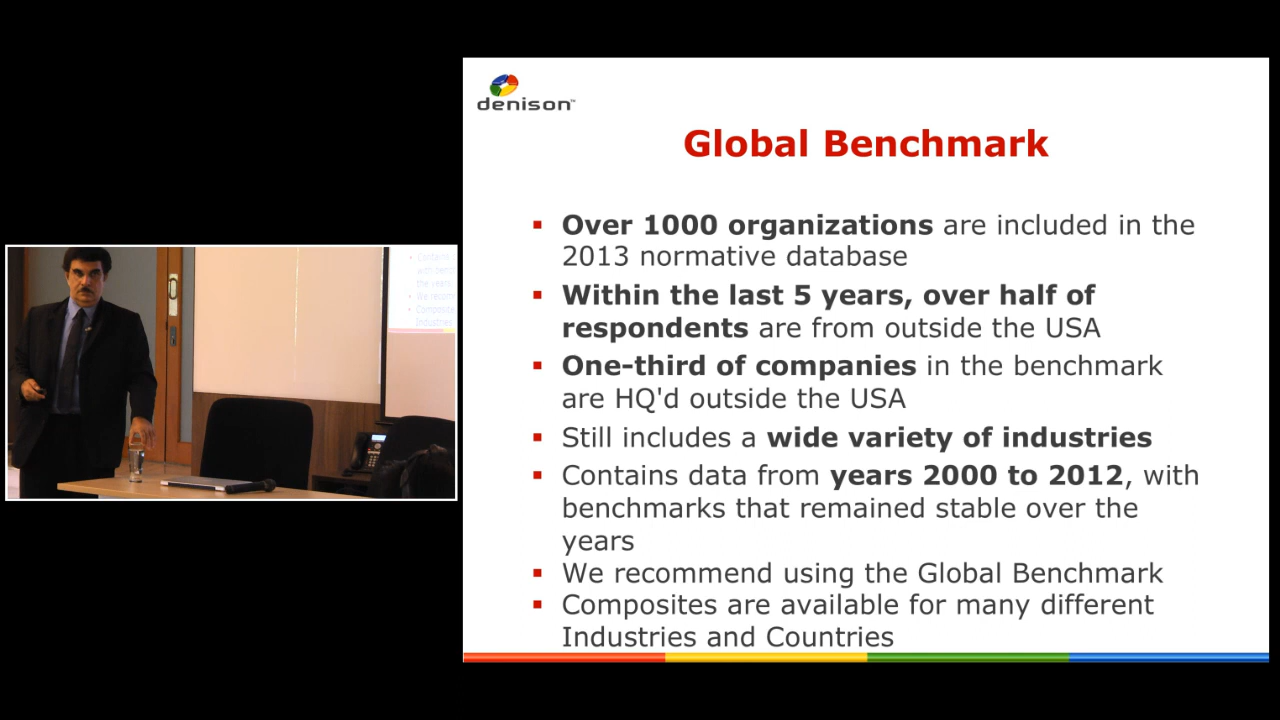 denison™
Global Benchmark
▪ Over 1000 organizations are included in the
2013 normative database
▪ Within the last 5 years, over half of
respondents are from outside the USA
▪ One-third of companies in the benchmark
are HQ'd outside the USA
▪ Still includes a wide variety of industries
▪ Contains data from years 2000 to 2012, with
benchmarks that remained stable over the
years
▪ We recommend using the Global Benchmark
▪ Composites are available for many different
Industries and Countries